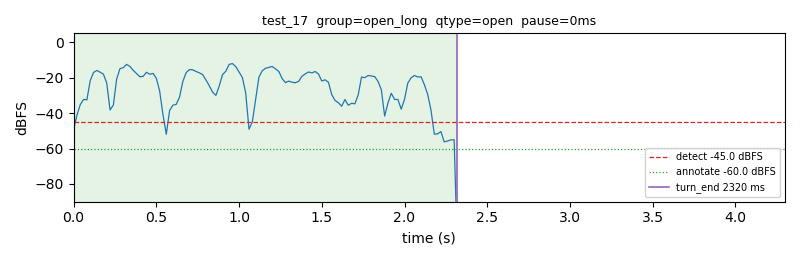 test_17  group=open_long  qtype=open  pause=0ms
dBFS
0
−20
−40
−60
−80
detect -45.0 dBFS
annotate -60.0 dBFS
turn_end 2320 ms
0.0 0.5 1.0 1.5 2.0 2.5 3.0 3.5 4.0
time (s)